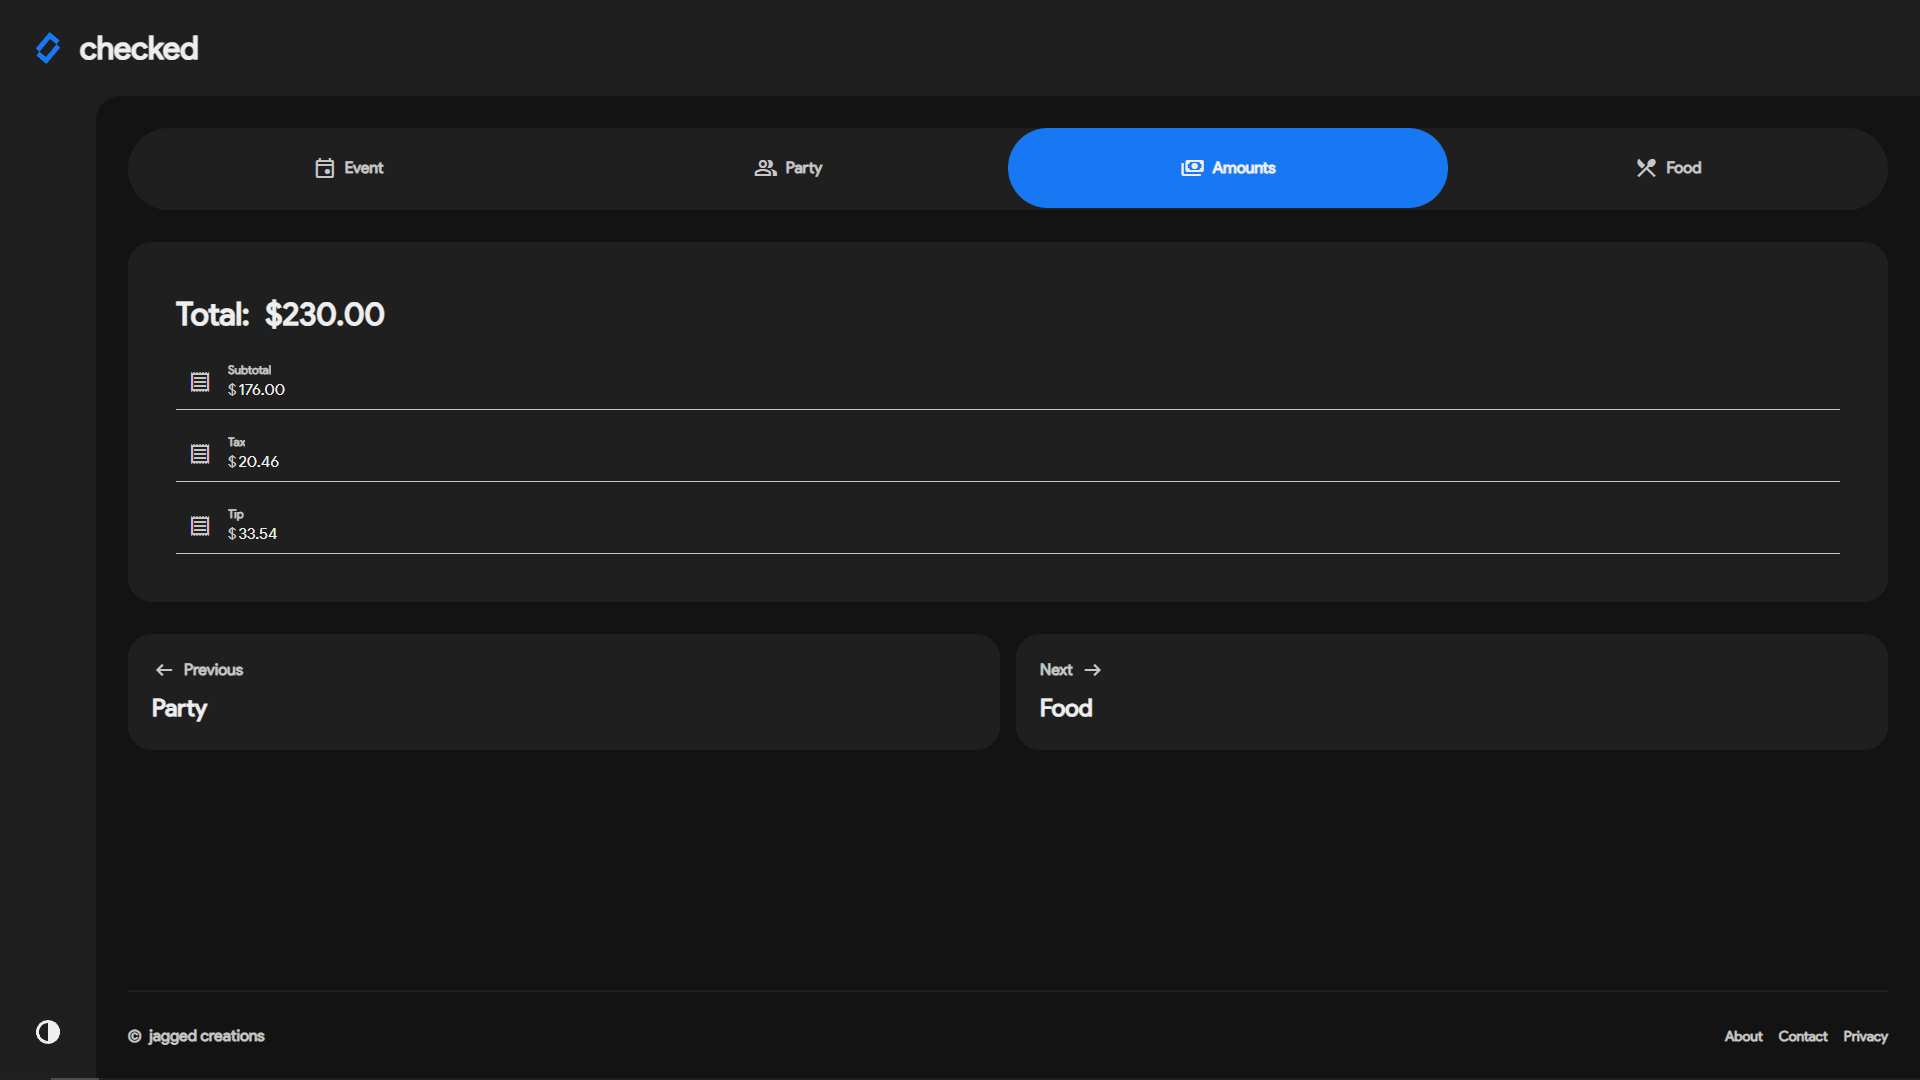 checked
Event
Party
Amounts
Food
Total: $230.00
Subtotal
$176.00
Tax
$20.46
Tip
$33.54
Previous
Party
Next
Food
© jagged creations
About Contact Privacy